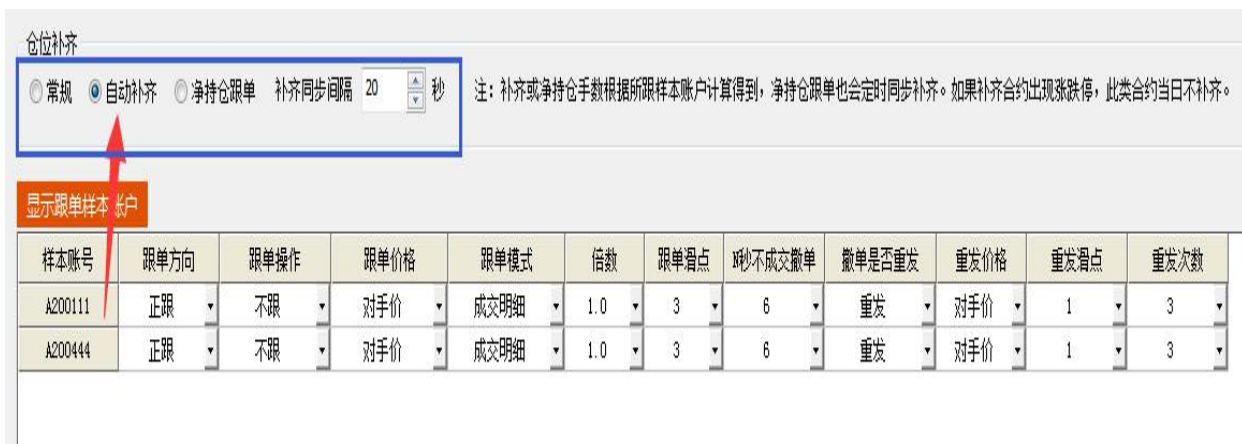 仓位补齐
常规 自动补齐 净持仓跟单 补齐同步间隔 20 秒 注：补齐或净持仓手数根据所跟样本账户计算得到，净持仓跟单也会定时同步补齐。如果补齐合约出现涨跌停，此类合约当日不补齐。
显示跟单样本账户
样本账号 跟单方向 跟单操作 跟单价格 跟单模式 倍数 跟单滑点 X秒不成交撤单 撤单是否重发 重发价格 重发滑点 重发次数
A200111 正跟 不跟 对手价 成交明细 1.0 3 6 重发 对手价 1 3
A200444 正跟 不跟 对手价 成交明细 1.0 3 6 重发 对手价 1 3